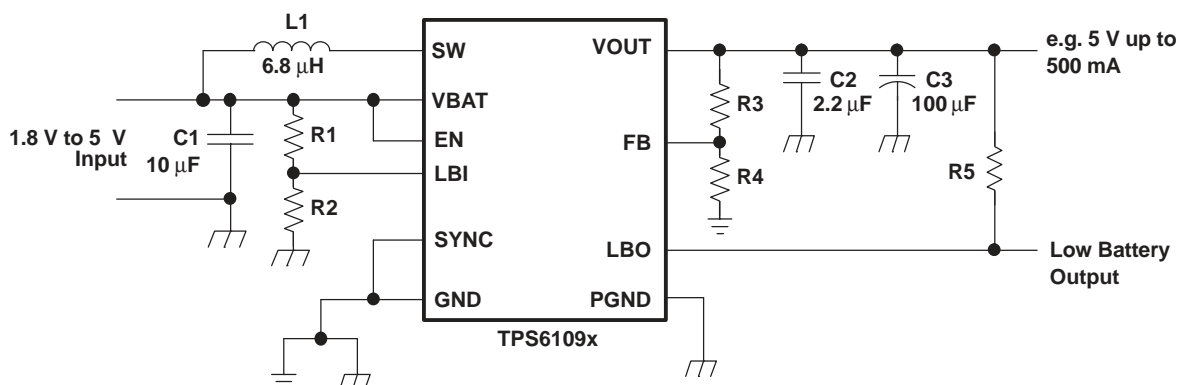 L1
6.8 μH
SW
VBAT
EN
LBI
SYNC
GND
VOUT
FB
LBO
PGND
TPS6109x
1.8 V to 5 V
Input
C1
10 μF
R1
R2
R3
R4
C2
2.2 μF
C3
100 μF
R5
e.g. 5 V up to
500 mA
Low Battery
Output